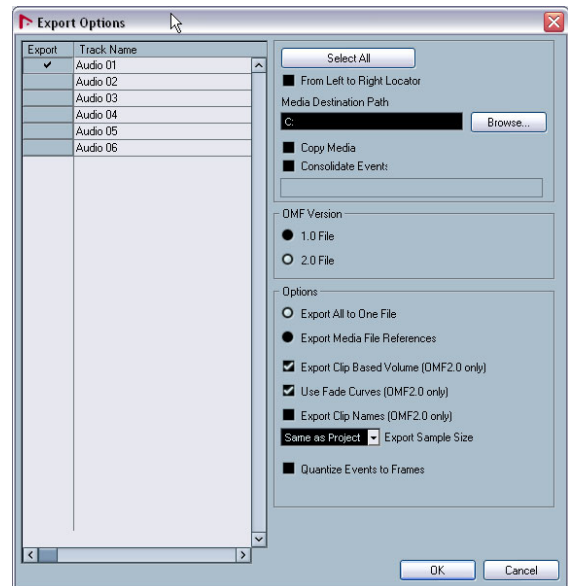 Export Options
Export Track Name
Audio 01
Audio 02
Audio 03
Audio 04
Audio 05
Audio 06
Select All
From Left to Right Locator
Media Destination Path
C: Browse...
Copy Media
Consolidate Events
OMF Version
1.0 File
2.0 File
Options
Export All to One File
Export Media File References
Export Clip Based Volume (OMF2.0 only)
Use Fade Curves (OMF2.0 only)
Export Clip Names (OMF2.0 only)
Same as Project Export Sample Size
Quantize Events to Frames
OK Cancel